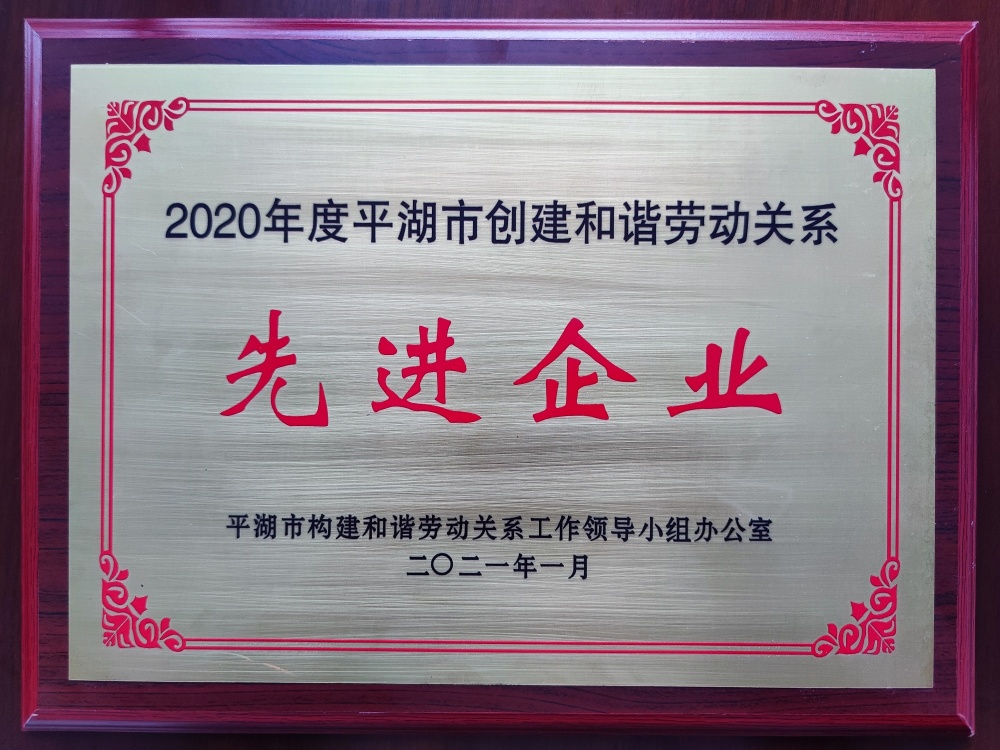 2020年度平湖市创建和谐劳动关系
先进企业
平湖市构建和谐劳动关系工作领导小组办公室
二〇二一年一月